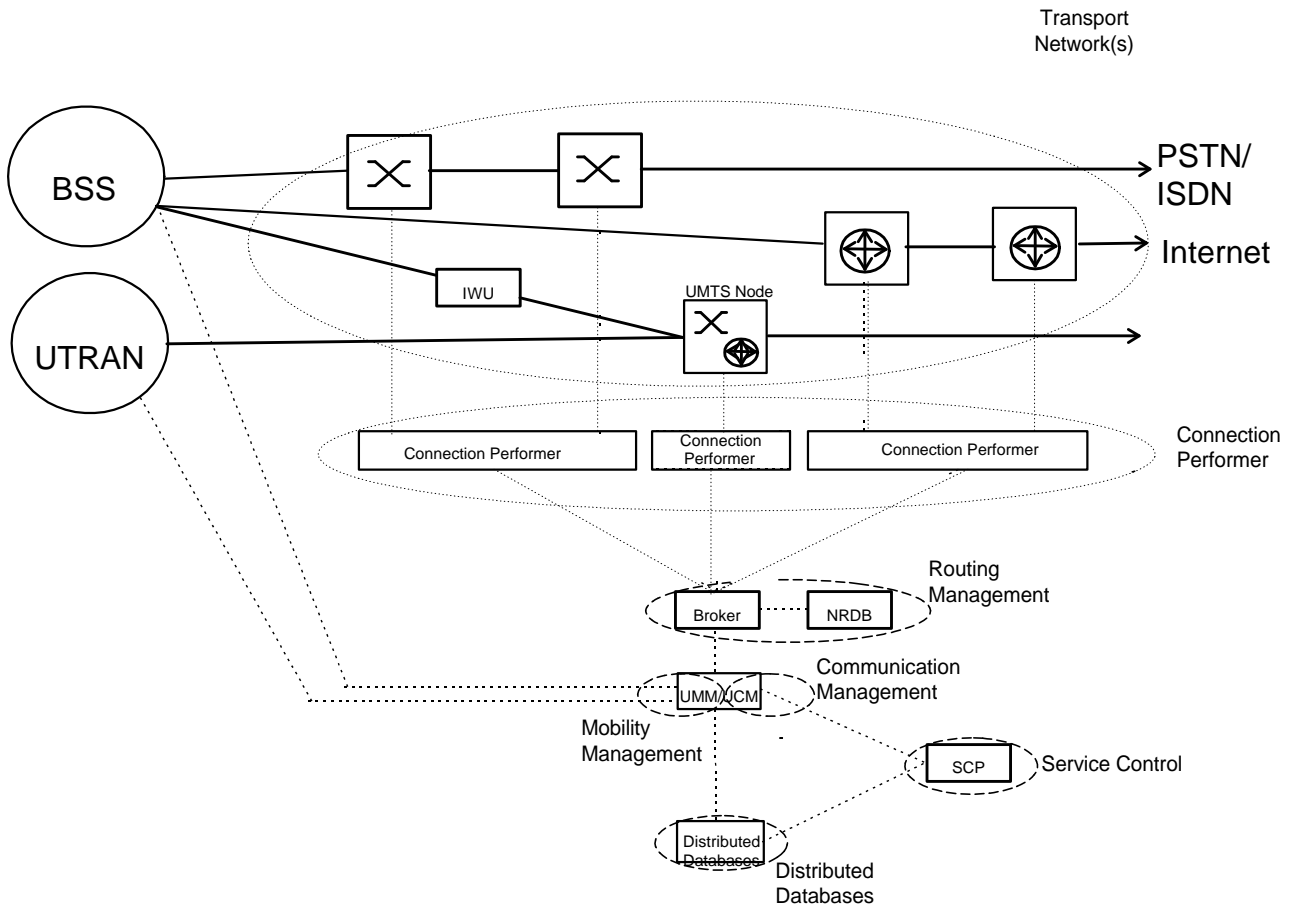 Transport
Network(s)
BSS
PSTN/
ISDN
Internet
IWU
UMTS Node
UTRAN
Connection Performer
Connection
Performer
Connection Performer
Connection
Performer
Routing
Management
Broker
NRDB
Communication
Management
UMM/UCM
Mobility
Management
SCP
Service Control
Distributed
Databases
Distributed
Databases